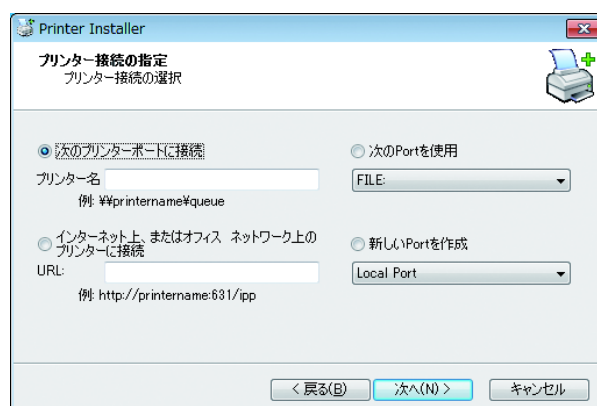 Printer Installer
プリンター接続の指定
プリンター接続の選択
次のプリンターポートに接続
プリンター名
例: ¥¥printername¥queue
インターネット上、またはオフィス ネットワーク上の
プリンターに接続
URL:
例: http://printername:631/ipp
次のPortを使用
FILE:
新しいPortを作成
Local Port
< 戻る(B)
次へ(N) >
キャンセル